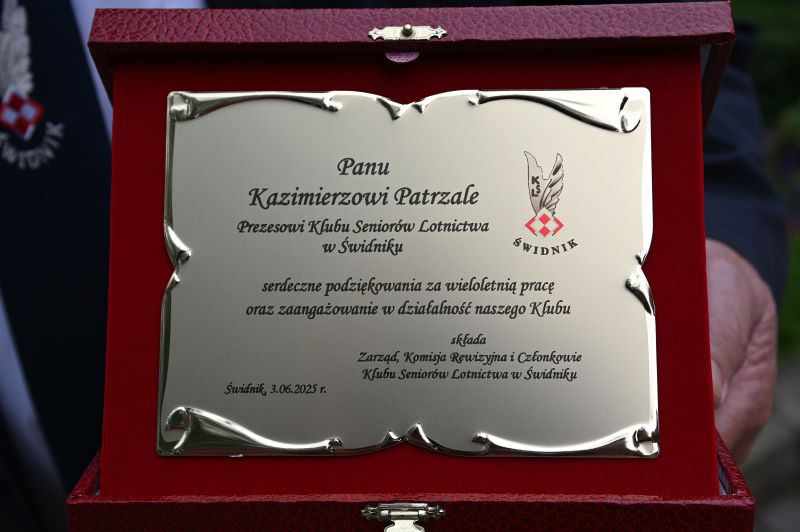 Panu
Kazimierzowi Patrzale
Prezesowi Klubu Seniorów Lotnictwa
w Świdniku
KSL
ŚWIDNIK
serdeczne podziękowania za wieloletnią pracę
oraz zaangażowanie w działalność naszego Klubu
składa
Zarząd, Komisja Rewizyjna i Członkowie
Klubu Seniorów Lotnictwa w Świdniku
Świdnik, 3.06.2025 r.
ŚWIDNIK